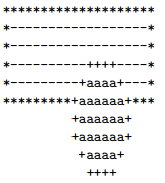 ********************
*------------------*
*------------------*
*----------++++----*
*---------+aaaa+---*
*********+aaaaaa+***
         +aaaaaa+
         +aaaaaa+
          +aaaa+
           ++++